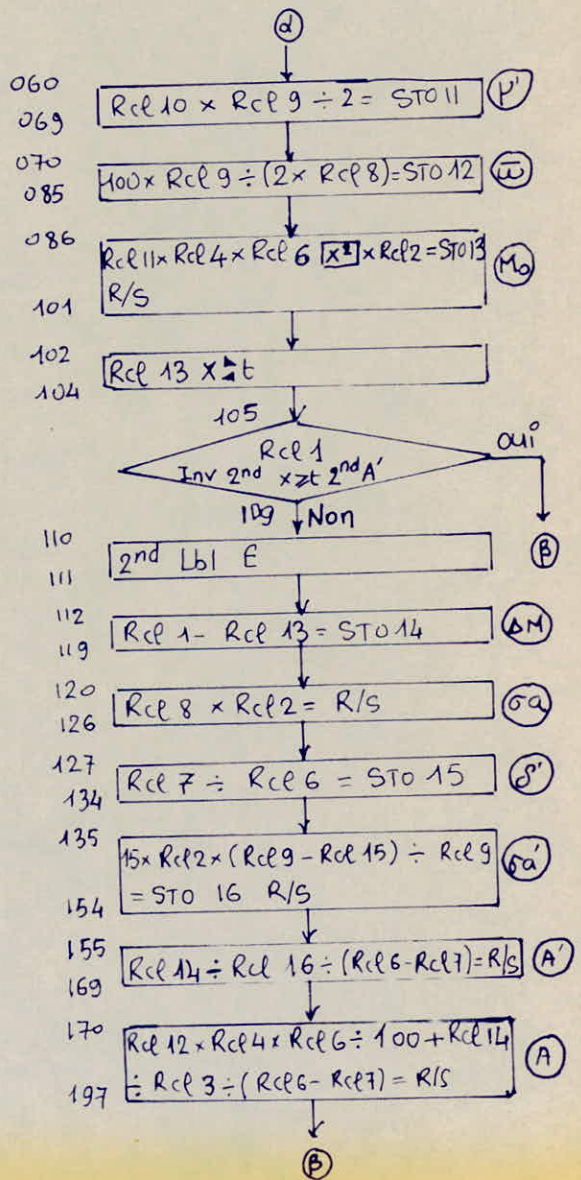 α
060
069
Rcl 10 × Rcl 9 ÷ 2 = STO 11
μ'
070
085
100 × Rcl 9 ÷ (2 × Rcl 8) = STO 12
ϖ
086
101
Rcl 11 × Rcl 4 × Rcl 6 x² × Rcl 2 = STO 13
R/S
M₀
102
104
Rcl 13 X⇄t
105
Rcl 1
Inv 2nd x≥t 2nd A'
oui
109 Non
β
110
111
2nd Lbl E
112
119
Rcl 1 - Rcl 13 = STO 14
ΔM
120
126
Rcl 8 × Rcl 2 = R/S
σa
127
134
Rcl 7 ÷ Rcl 6 = STO 15
δ'
135
154
15 × Rcl 2 × (Rcl 9 - Rcl 15) ÷ Rcl 9
= STO 16 R/S
σa'
155
169
Rcl 14 ÷ Rcl 16 ÷ (Rcl 6 - Rcl 7) = R/S
A'
170
197
Rcl 12 × Rcl 4 × Rcl 6 ÷ 100 + Rcl 14
÷ Rcl 3 ÷ (Rcl 6 - Rcl 7) = R/S
A
β